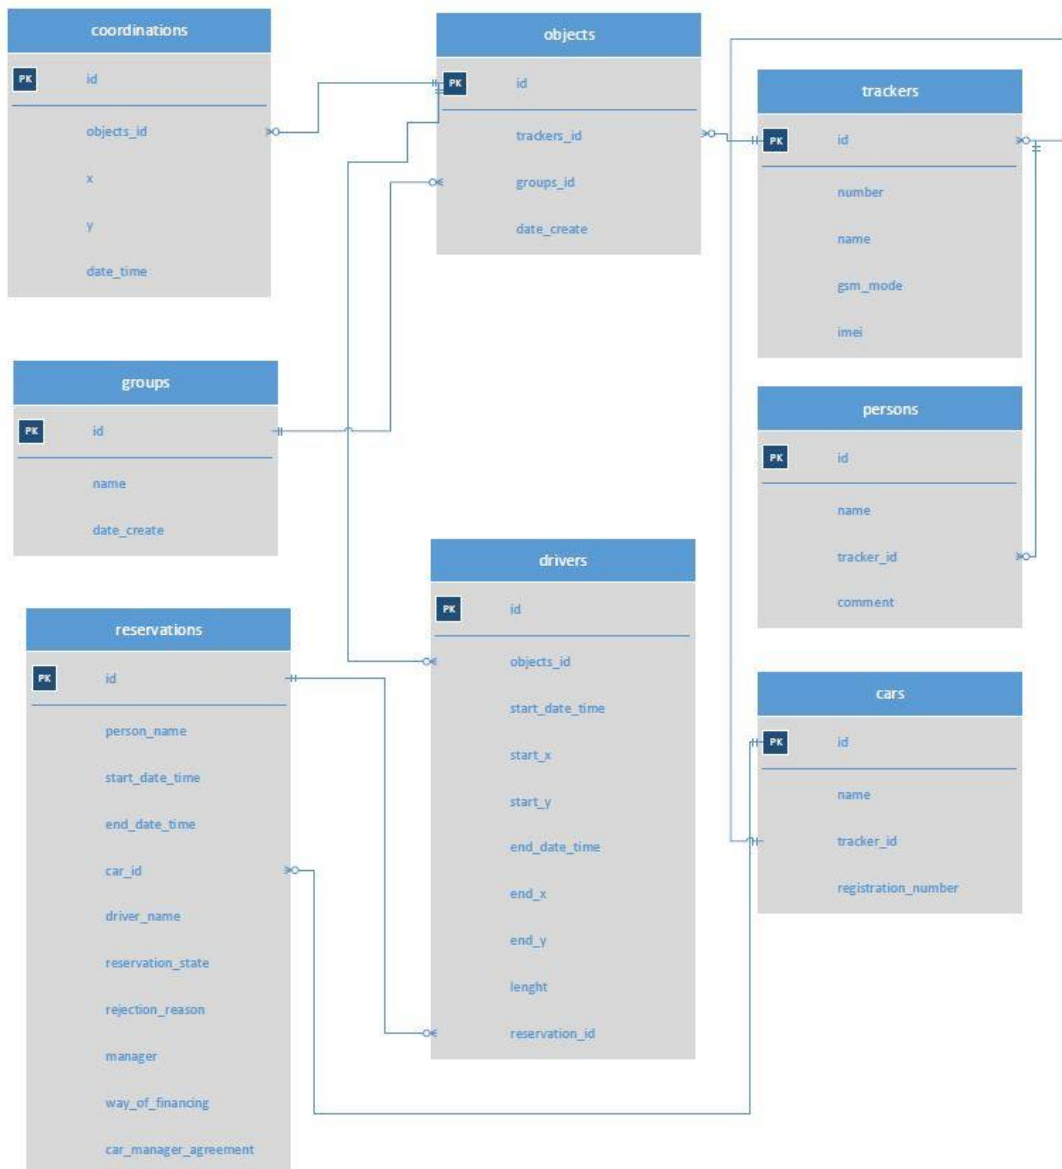 coordinations
PK id
objects_id
x
y
date_time
objects
PK id
trackers_id
groups_id
date_create
trackers
PK id
number
name
gsm_mode
imei
groups
PK id
name
date_create
persons
PK id
name
tracker_id
comment
drivers
PK id
objects_id
start_date_time
start_x
start_y
end_date_time
end_x
end_y
lenght
reservation_id
reservations
PK id
person_name
start_date_time
end_date_time
car_id
driver_name
reservation_state
rejection_reason
manager
way_of_financing
car_manager_agreement
cars
PK id
name
tracker_id
registration_number